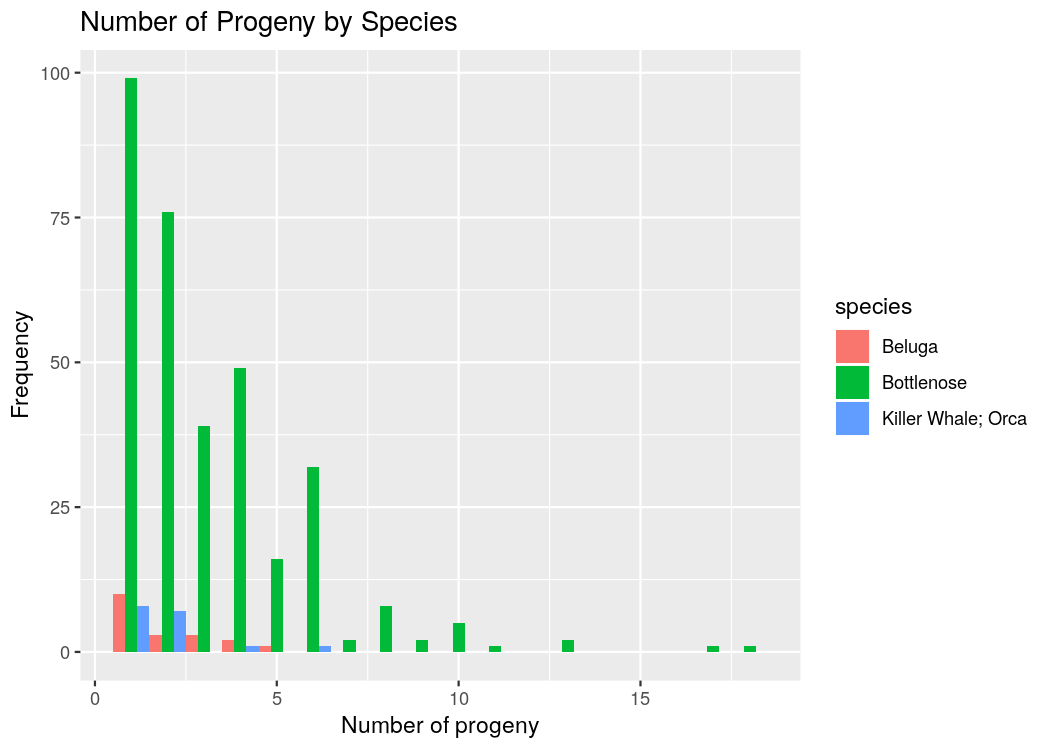 Number of Progeny by Species
100
75
50
25
0
Frequency
0 5 10 15
Number of progeny
species
Beluga
Bottlenose
Killer Whale; Orca